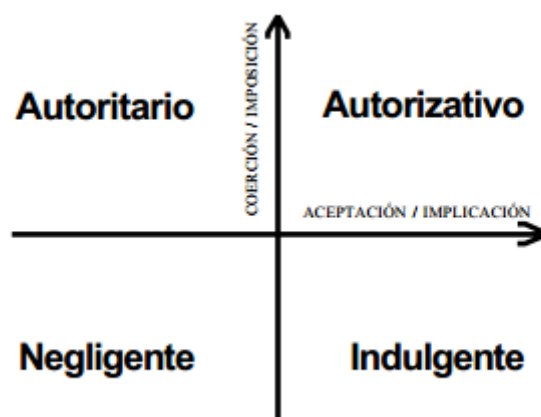 Autoritario
COERCIÓN / IMPOSICIÓN
Autorizativo
ACEPTACIÓN / IMPLICACIÓN
Negligente
Indulgente